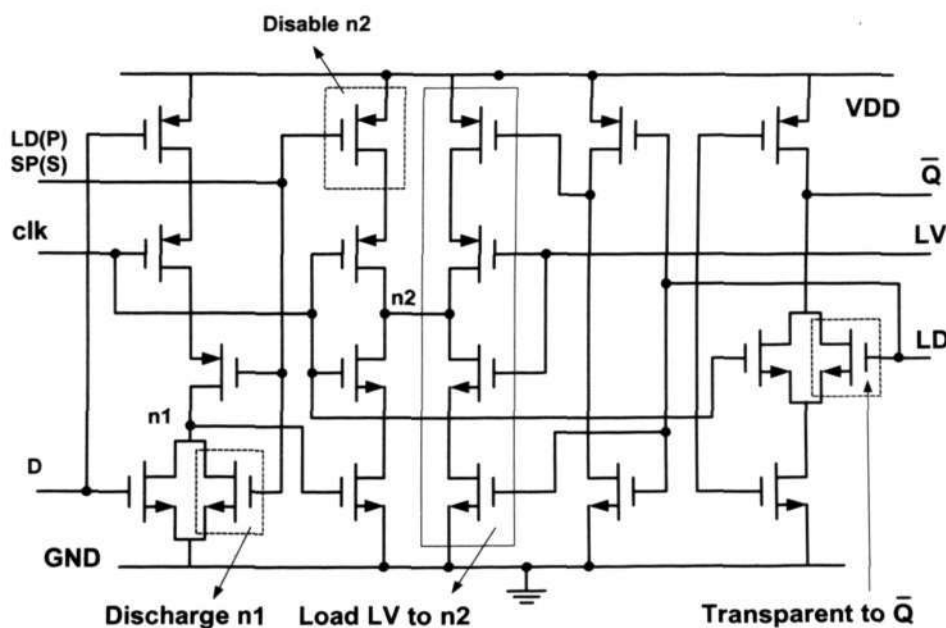 Disable n2
VDD
LD(P)
SP(S)
Q̅
clk
LV
n2
LD
n1
D
GND
Discharge n1
Load LV to n2
Transparent to Q̅